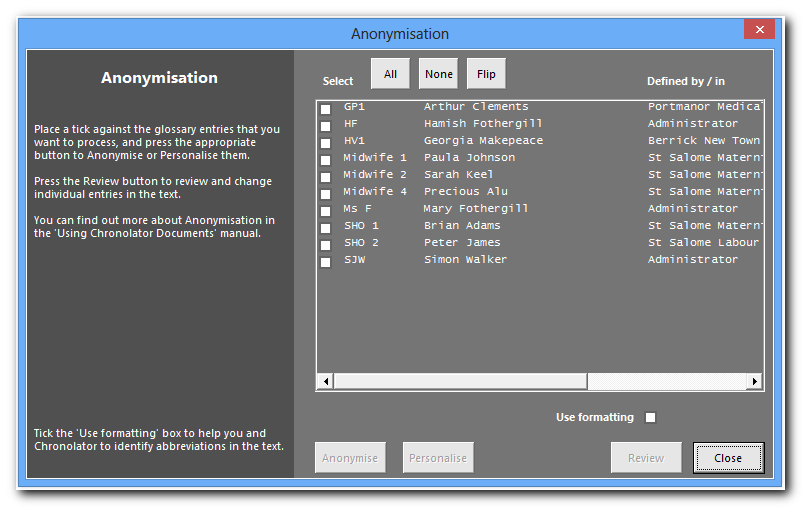 Anonymisation
Anonymisation
Place a tick against the glossary entries that you
want to process, and press the appropriate
button to Anonymise or Personalise them.
Press the Review button to review and change
individual entries in the text.
You can find out more about Anonymisation in
the 'Using Chronolator Documents' manual.
Tick the 'Use formatting' box to help you and
Chronolator to identify abbreviations in the text.
Select All None Flip Defined by / in
GP1 Arthur Clements Portmanor Medical
HF Hamish Fothergill Administrator
HV1 Georgia Makepeace Berrick New Town
Midwife 1 Paula Johnson St Salome Matern
Midwife 2 Sarah Keel St Salome Matern
Midwife 4 Precious Alu St Salome Matern
Ms F Mary Fothergill Administrator
SHO 1 Brian Adams St Salome Matern
SHO 2 Peter James St Salome Labour
SJW Simon Walker Administrator
Use formatting
Anonymise Personalise Review Close